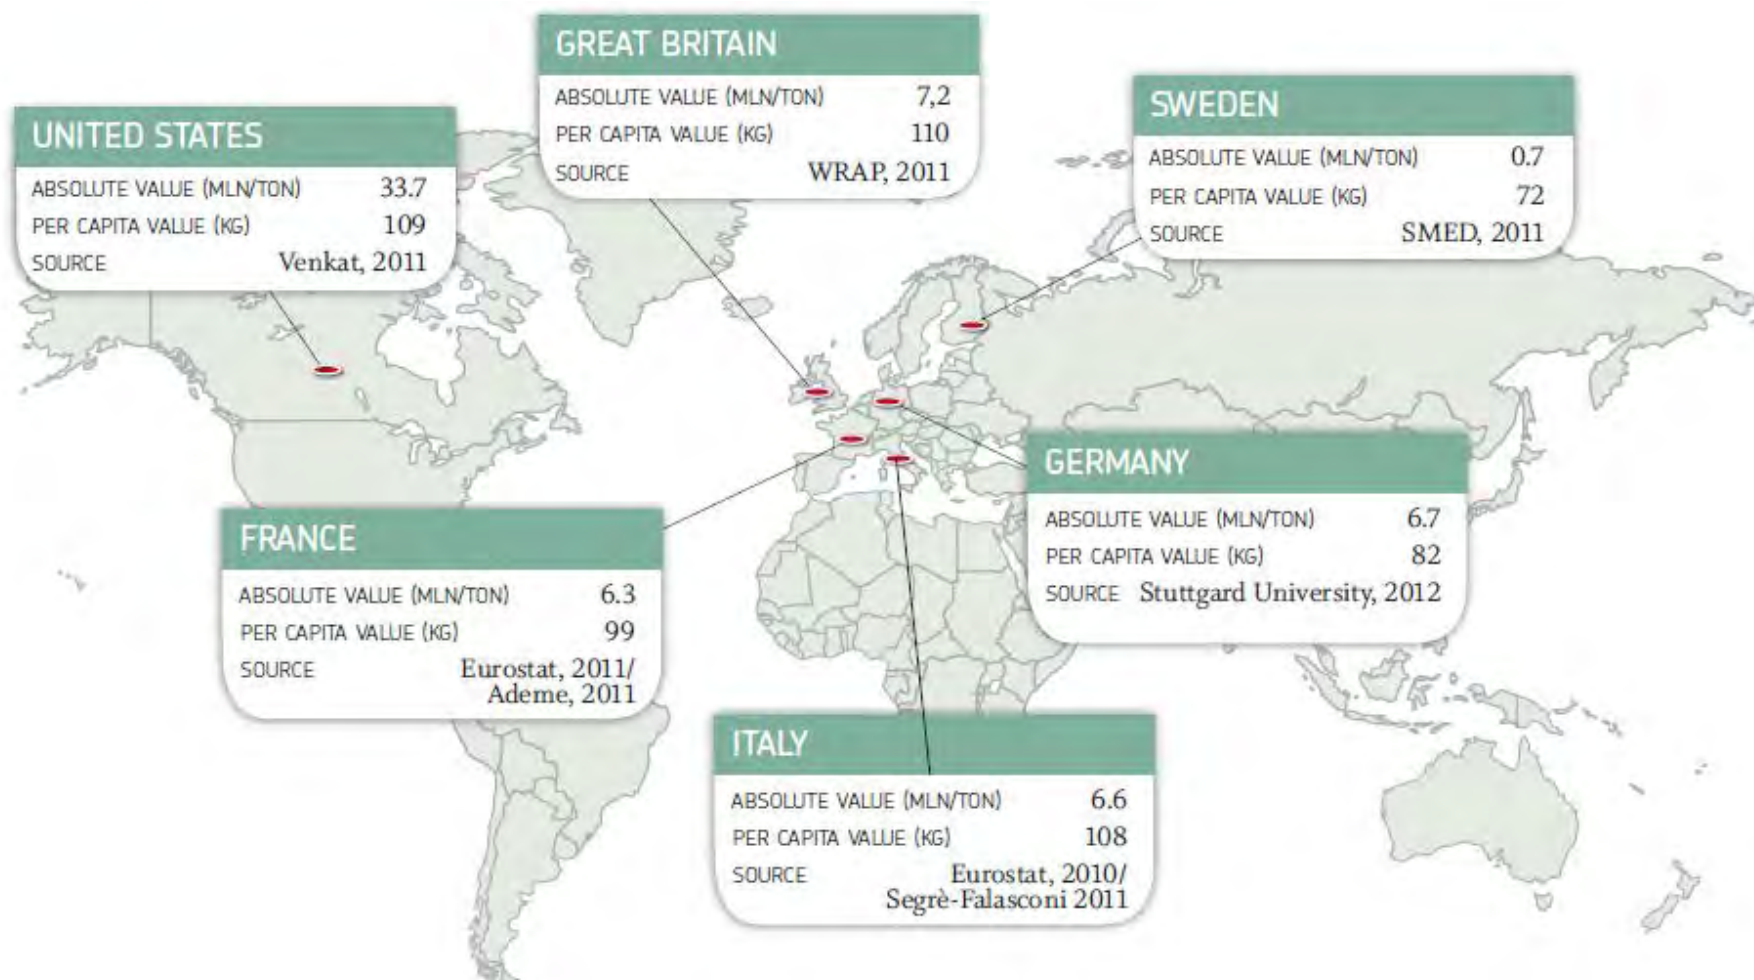 GREAT BRITAIN
ABSOLUTE VALUE (MLN/TON) 7,2
PER CAPITA VALUE (KG) 110
SOURCE WRAP, 2011
SWEDEN
ABSOLUTE VALUE (MLN/TON) 0.7
PER CAPITA VALUE (KG) 72
SOURCE SMED, 2011
UNITED STATES
ABSOLUTE VALUE (MLN/TON) 33.7
PER CAPITA VALUE (KG) 109
SOURCE Venkat, 2011
GERMANY
ABSOLUTE VALUE (MLN/TON) 6.7
PER CAPITA VALUE (KG) 82
SOURCE Stuttgard University, 2012
FRANCE
ABSOLUTE VALUE (MLN/TON) 6.3
PER CAPITA VALUE (KG) 99
SOURCE Eurostat, 2011/
Ademe, 2011
ITALY
ABSOLUTE VALUE (MLN/TON) 6.6
PER CAPITA VALUE (KG) 108
SOURCE Eurostat, 2010/
Segrè-Falasconi 2011